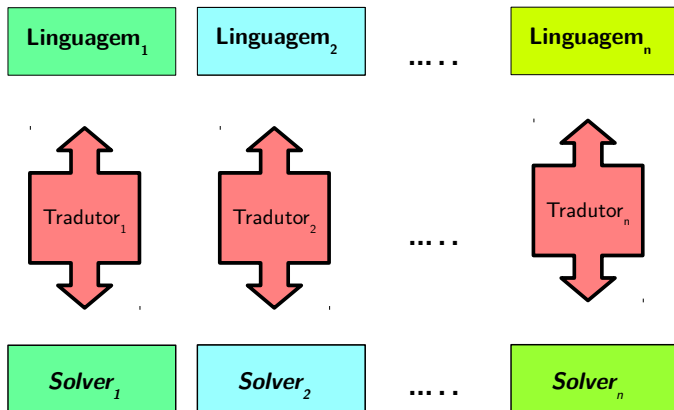 Linguagem₁ Linguagem₂ ..... Linguagemₙ
Tradutor₁ Tradutor₂ ..... Tradutorₙ
Solver₁ Solver₂ ..... Solverₙ